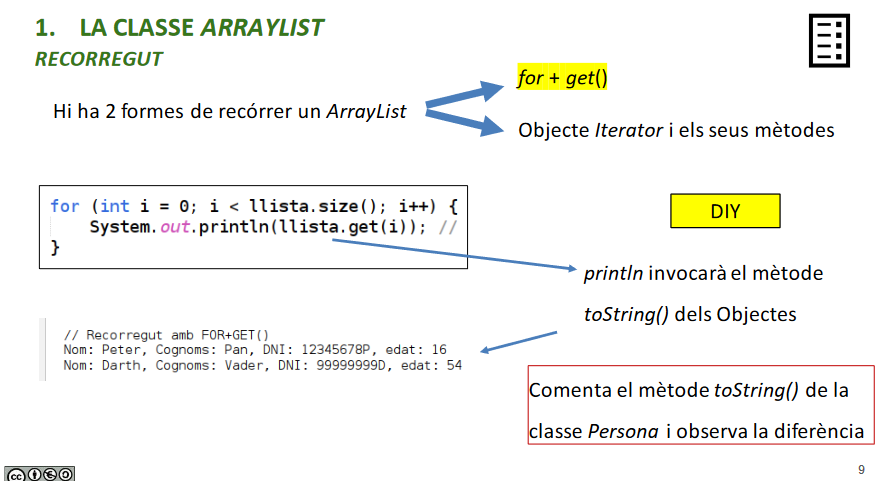 1. LA CLASSE ARRAYLIST
RECORREGUT
Hi ha 2 formes de recórrer un ArrayList
for + get()
Objecte Iterator i els seus mètodes
for (int i = 0; i < llista.size(); i++) {
System.out.println(llista.get(i)); //
}
DIY
println invocarà el mètode
toString() dels Objectes
// Recorregut amb FOR+GET()
Nom: Peter, Cognoms: Pan, DNI: 12345678P, edat: 16
Nom: Darth, Cognoms: Vader, DNI: 99999999D, edat: 54
Comenta el mètode toString() de la
classe Persona i observa la diferència
cc
9